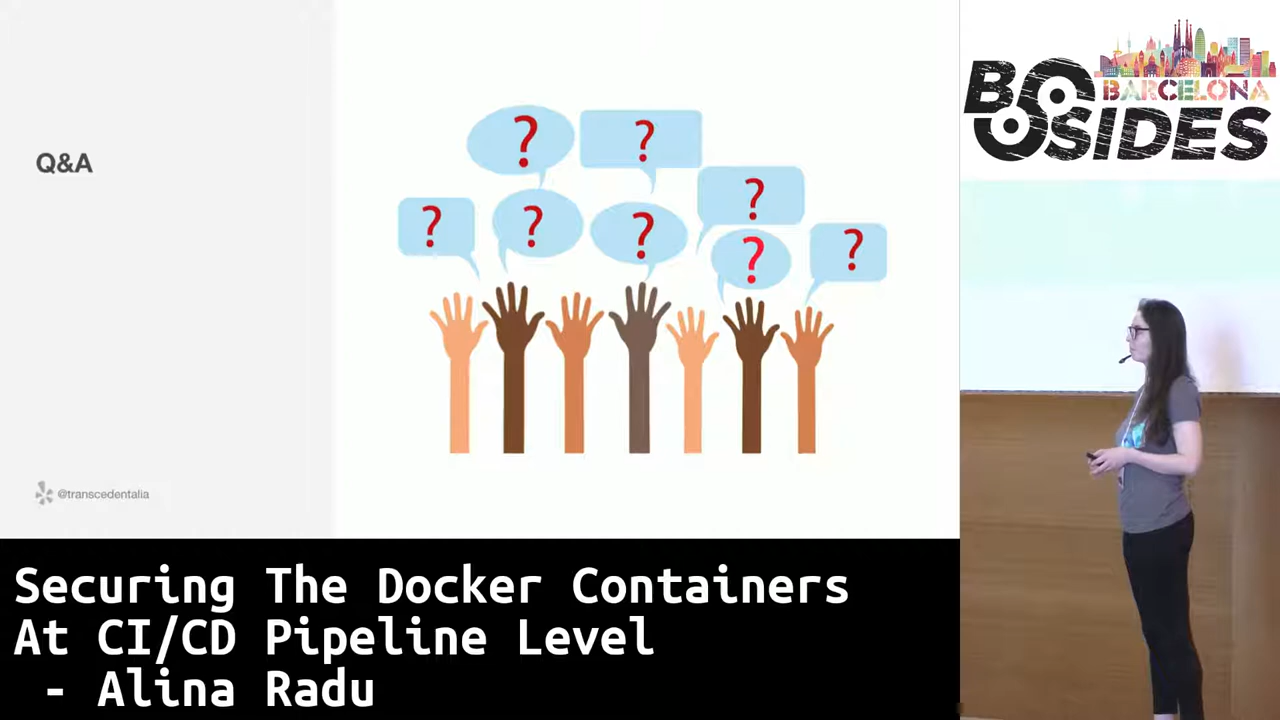 Q&A
?
?
?
?
?
?
?
?
@transcedentalia
BSIDES
BARCELONA
Securing The Docker Containers
At CI/CD Pipeline Level
- Alina Radu